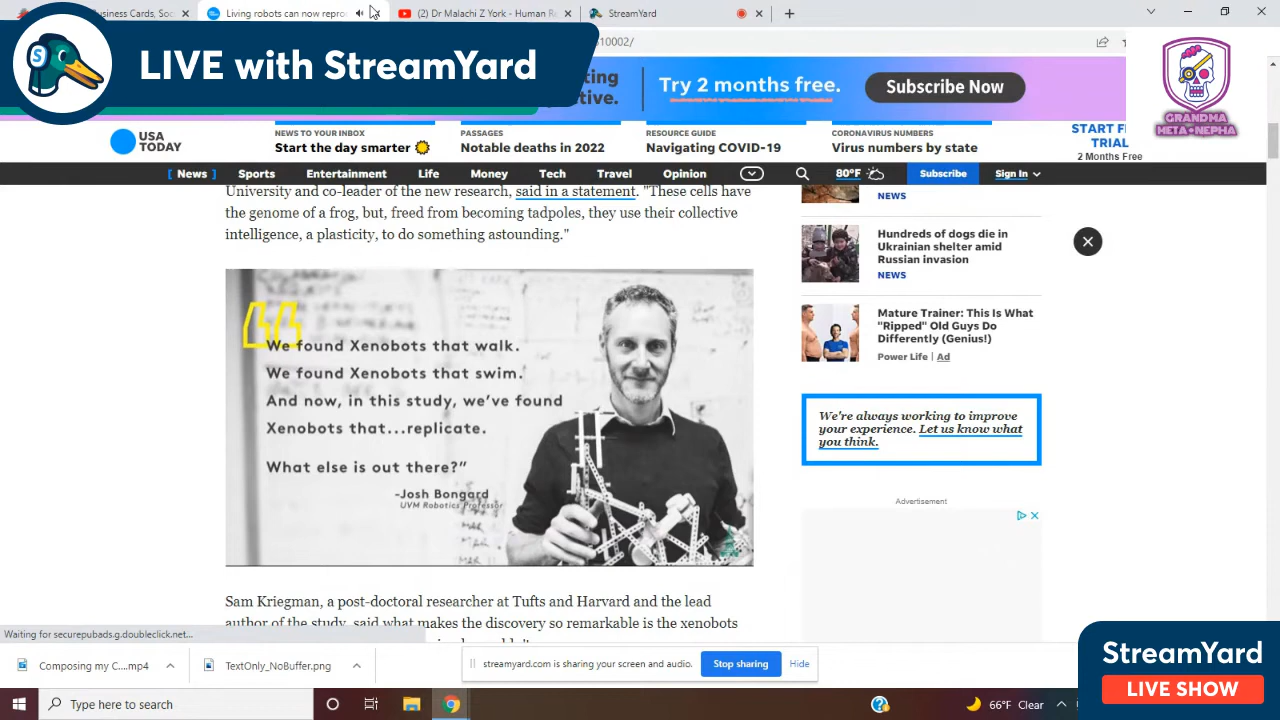 Business Cards, Soc
Living robots can now repro
(2) Dr Malachi Z York - Human R
StreamYard
LIVE with StreamYard
10002/
Try 2 months free.
Subscribe Now
GRANDMA
META•NEPHA
USA
TODAY
NEWS TO YOUR INBOX
Start the day smarter
PASSAGES
Notable deaths in 2022
RESOURCE GUIDE
Navigating COVID-19
CORONAVIRUS NUMBERS
Virus numbers by state
START F
TRIAL
2 Months Free
[ News ]
Sports
Entertainment
Life
Money
Tech
Travel
Opinion
80°F
Subscribe
Sign In
University and co-leader of the new research, said in a statement. "These cells have
the genome of a frog, but, freed from becoming tadpoles, they use their collective
intelligence, a plasticity, to do something astounding."
We found Xenobots that walk.
We found Xenobots that swim.
And now, in this study, we've found
Xenobots that...replicate.
What else is out there?"
-Josh Bongard
UVM Robotics Professor
Sam Kriegman, a post-doctoral researcher at Tufts and Harvard and the lead
author of the study, said what makes the discovery so remarkable is the xenobots
NEWS
Hundreds of dogs die in
Ukrainian shelter amid
Russian invasion
NEWS
Mature Trainer: This Is What
"Ripped" Old Guys Do
Differently (Genius!)
Power Life | Ad
We're always working to improve
your experience. Let us know what
you think.
Advertisement
Waiting for securepubads.g.doubleclick.net...
Composing my C....mp4
TextOnly_NoBuffer.png
streamyard.com is sharing your screen and audio.
Stop sharing
Hide
StreamYard
LIVE SHOW
Type here to search
66°F Clear